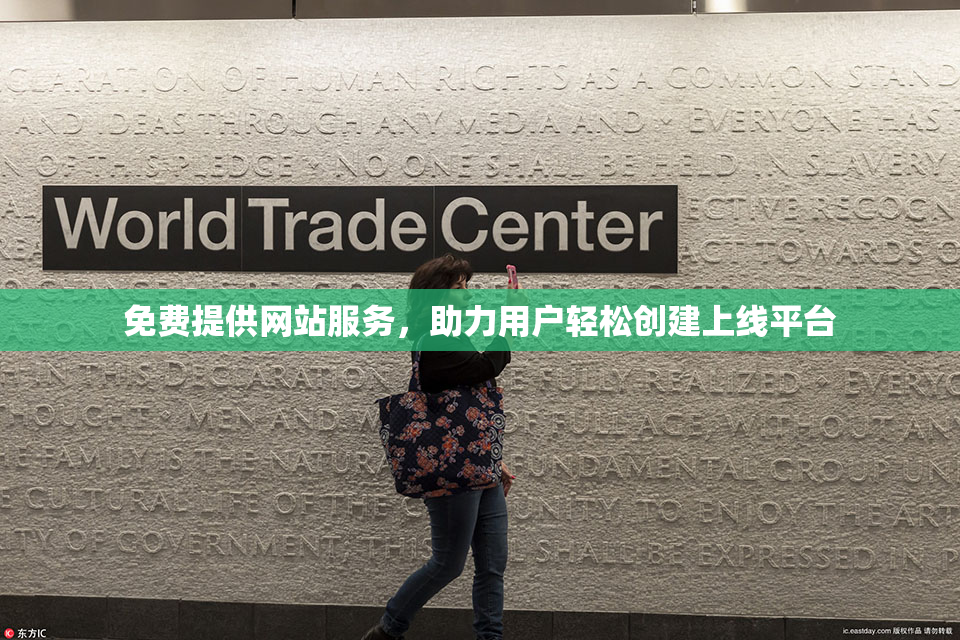 CLARATION OF HUMAN RIGHTS AS A COMMON STAND
AND IDEAS THROUGH ANY MEDIA AND EVERYONE HAS T
N OF THIS PLEDGE NO ONE SHALL BE HELD IN SLAVERY
World Trade Center
ECTIVE RECOGN
ACT TOWARDS O
免费提供网站服务，助力用户轻松创建上线平台
H IN THIS DECLARATION FULLY REALIZED EVERYO
HOUGHT MEN AND OF FULL AGE WITHO
E FAMILY IS THE NATURA FUNDAMENTAL GROUP
E CULTURAL LIFE OF THE UNITY, TO ENJOY THE ART
TY OF GOVERNMENT; THIS SHALL BE EXPRESSED IN P
东方IC
ic.eastday.com 版权作品 请勿转载